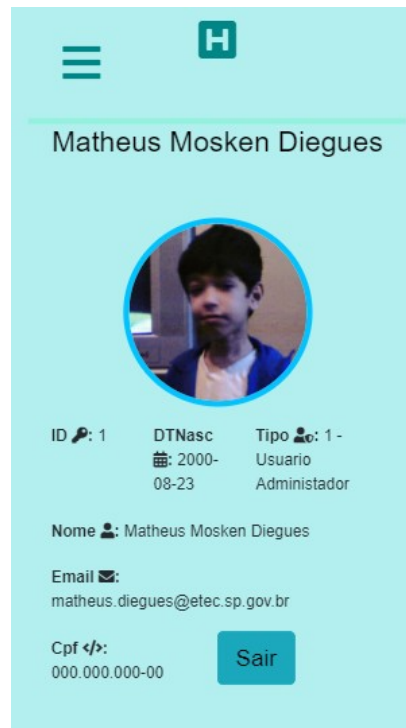 H
Matheus Mosken Diegues
ID : 1
DTNasc
: 2000-
08-23
Tipo : 1 -
Usuario
Administador
Nome : Matheus Mosken Diegues
Email :
matheus.diegues@etec.sp.gov.br
Cpf </>:
000.000.000-00
Sair